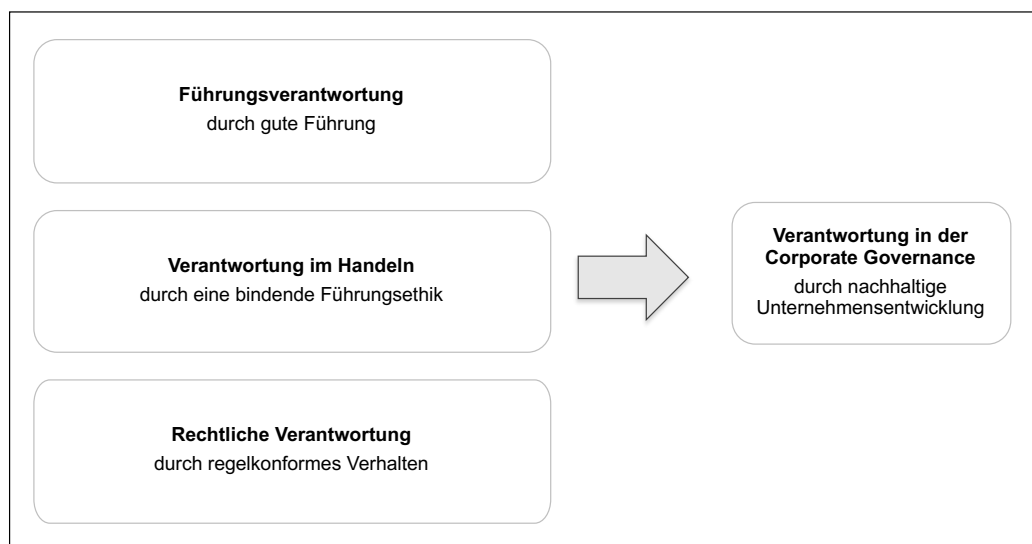 Führungsverantwortung
durch gute Führung
Verantwortung im Handeln
durch eine bindende Führungsethik
Rechtliche Verantwortung
durch regelkonformes Verhalten
Verantwortung in der
Corporate Governance
durch nachhaltige
Unternehmensentwicklung